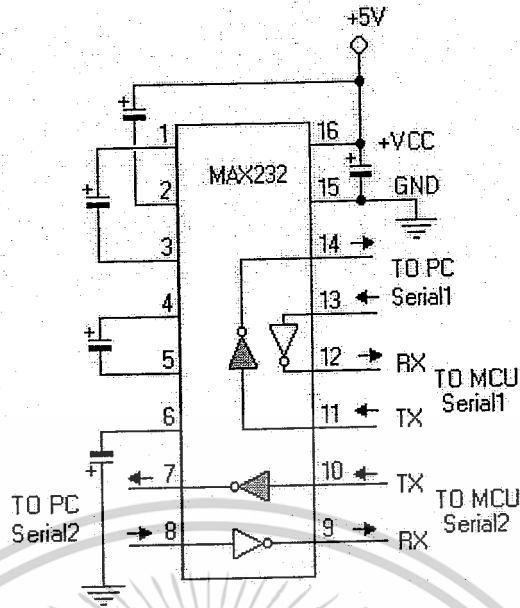 +5V
+
1
16
+VCC
+
+
MAX232
2
15
GND
3
14
TO PC
Serial1
4
13
+
12
RX
TO MCU
Serial1
5
6
11
TX
+
7
10
TX
TO PC
Serial2
TO MCU
Serial2
8
9
RX